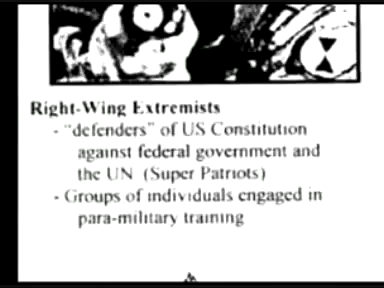 Right-Wing Extremists
- "defenders" of US Constitution
against federal government and
the UN (Super Patriots)
- Groups of individuals engaged in
para-military training